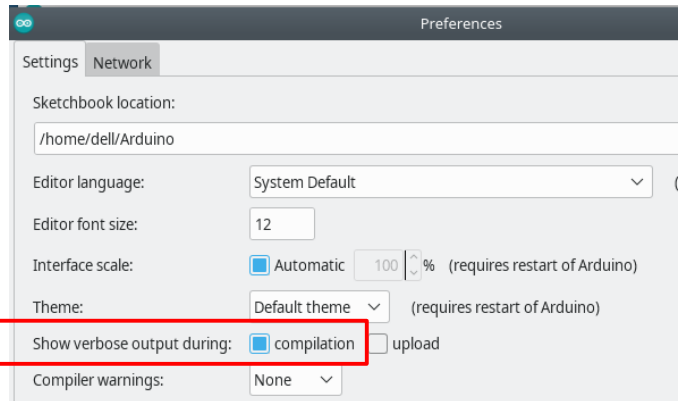 Preferences
Settings Network
Sketchbook location:
/home/dell/Arduino
Editor language: System Default (
Editor font size: 12
Interface scale: Automatic 100 % (requires restart of Arduino)
Theme: Default theme (requires restart of Arduino)
Show verbose output during: compilation upload
Compiler warnings: None